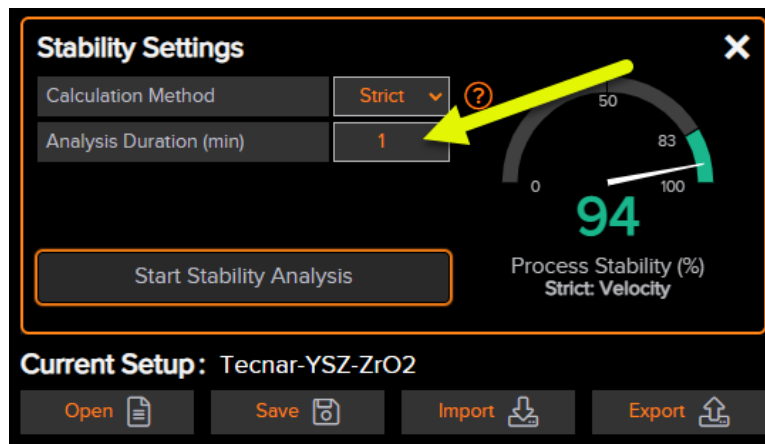 Stability Settings
Calculation Method
Strict
?
Analysis Duration (min)
1
50
83
0
100
94
Process Stability (%)
Strict: Velocity
Start Stability Analysis
Current Setup: Tecnar-YSZ-ZrO2
Open
Save
Import
Export